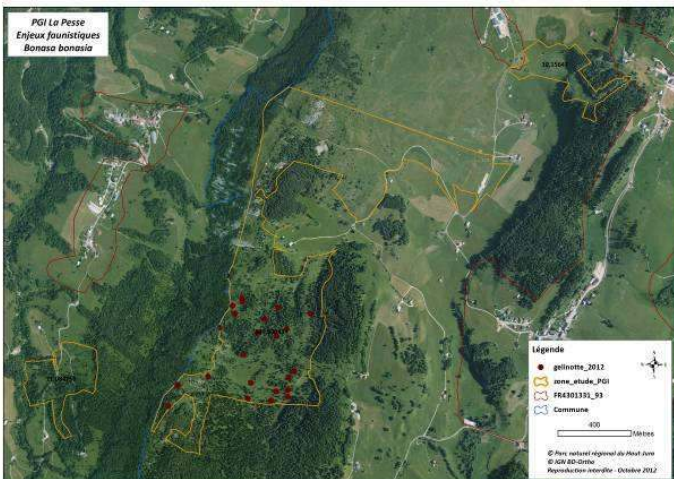 PGI La Pesse
Enjeux faunistiques
Bonasa bonasia
Légende
gelinotte_2012
zone_etude_PGI
FR4301331_93
Commune
400
Mètres
© Parc naturel régional du Haut-Jura
© IGN BD-Ortho
Reproduction interdite - Octobre 2012